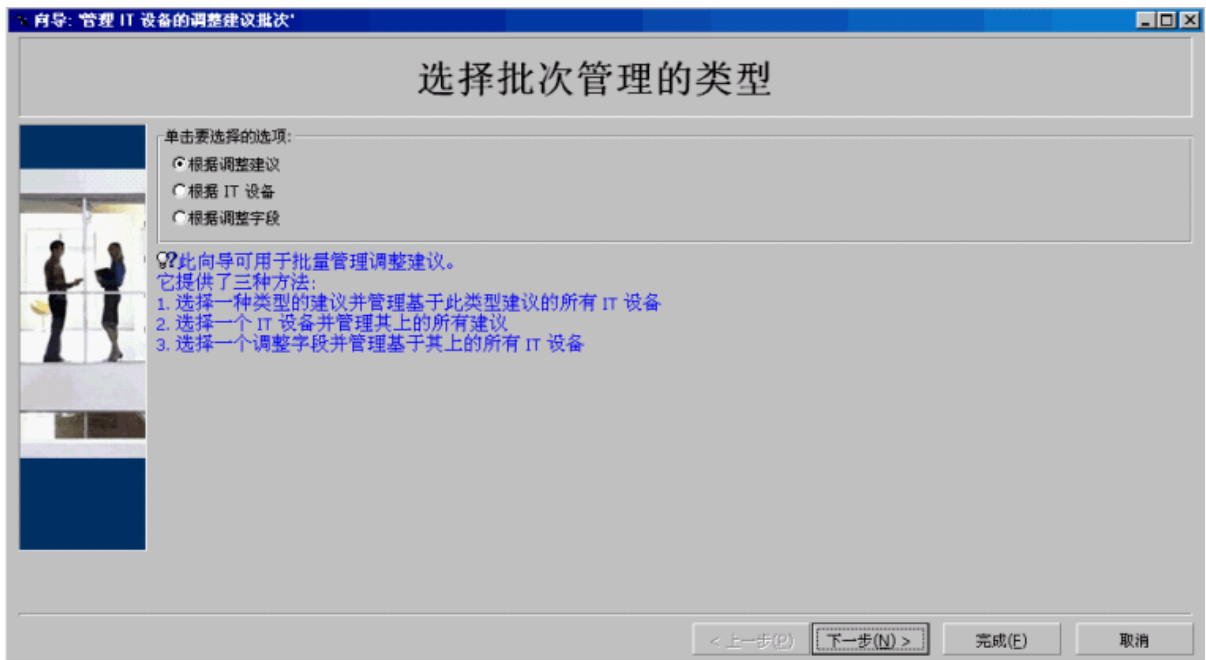 向导: '管理 IT 设备的调整建议批次'
选择批次管理的类型
单击要选择的选项:
根据调整建议
根据 IT 设备
根据调整字段
此向导可用于批量管理调整建议。
它提供了三种方法:
1. 选择一种类型的建议并管理基于此类型建议的所有 IT 设备
2. 选择一个 IT 设备并管理其上的所有建议
3. 选择一个调整字段并管理基于其上的所有 IT 设备
< 上一步(P) 下一步(N) > 完成(F) 取消